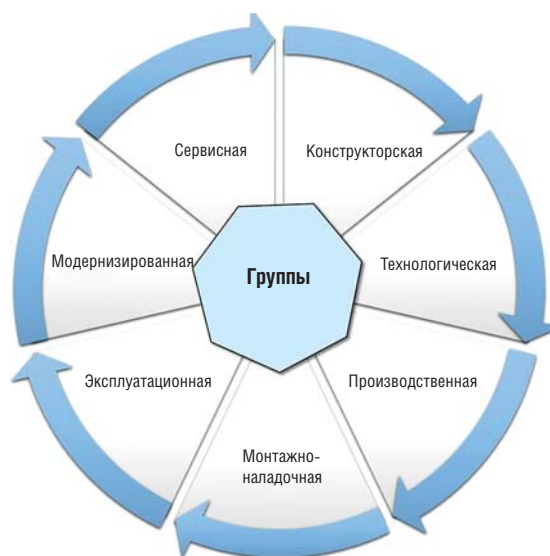 Сервисная
Конструкторская
Модернизированная
Группы
Технологическая
Эксплуатационная
Производственная
Монтажно-
наладочная